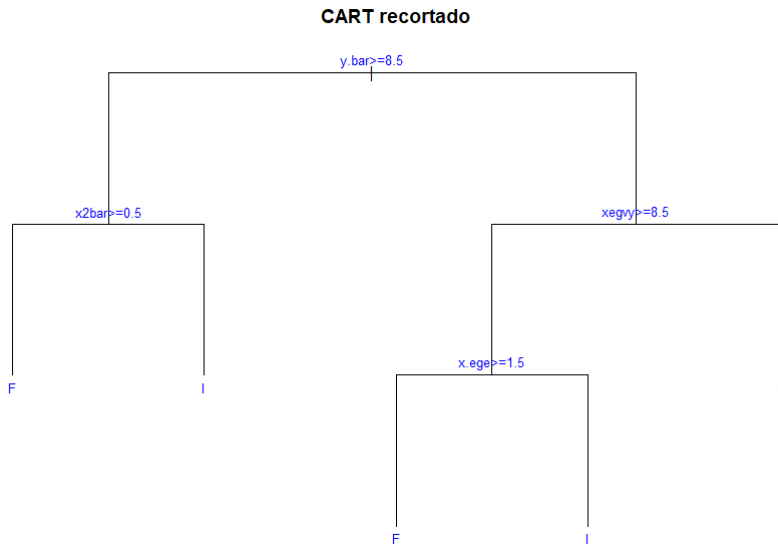 CART recortado
y.bar>=8.5
x2bar>=0.5
xegvy>=8.5
x.ege>=1.5
F
I
F
I